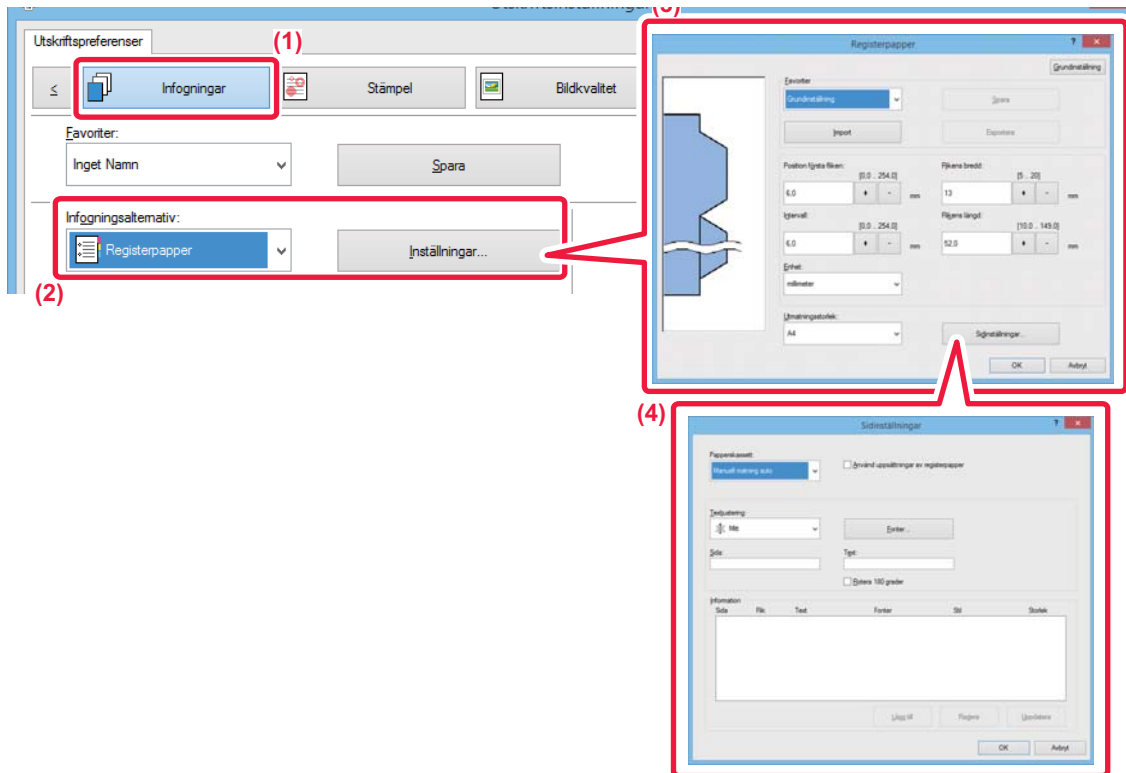 Utskriftspreferenser
(1)
<
Infogningar
Stämpel
Bildkvalitet
Favoriter:
Inget Namn
Spara
Infogningsalternativ:
Registerpapper
Inställningar...
(2)
Registerpapper
?
Grundinställning
Favoriter
Grundinställning
Spara
Import
Exportera
Position första fliken:
Flikens bredd:
[0,0 .. 254,0]
[5 .. 20]
6,0
+
-
mm
13
+
-
mm
Intervall:
Flikens längd:
[0,0 .. 254,0]
[10,0 .. 149,0]
6,0
+
-
mm
52,0
+
-
mm
Enhet:
millimeter
Utmatningsstorlek:
A4
Sidinställningar...
OK
Avbryt
(4)
Sidinställningar
?
Papperskassett:
Manuell matning auto
Använd uppsättningar av registerpapper
Textjustering:
Mitt
Fonter...
Sida:
Text:
Rotera 180 grader
Information
Sida
Flik
Text
Fonter
Stil
Storlek
Lägg till
Radera
Uppdatera
OK
Avbryt